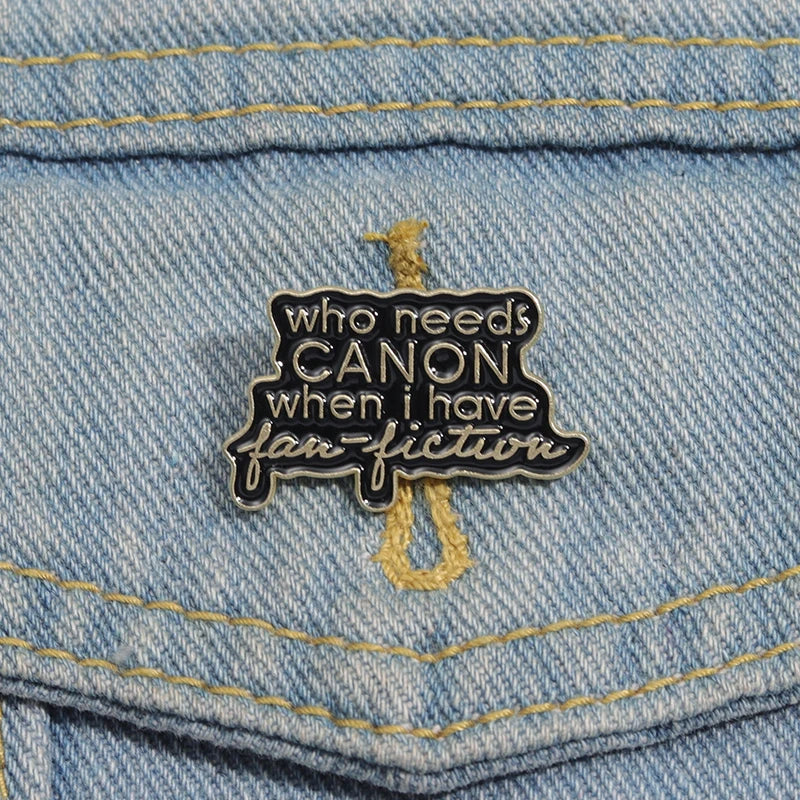 who needs
CANON
when i have
fan-fiction